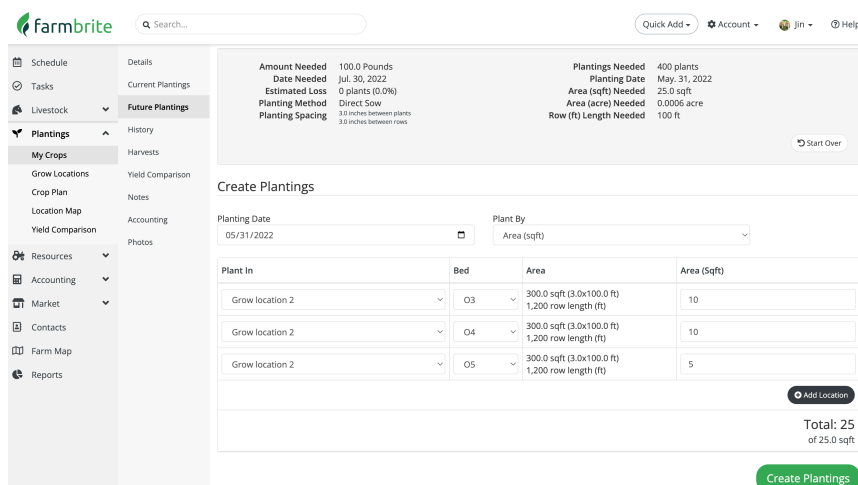 farmbrite
Search...
Quick Add
Account
Jin
Help
Schedule
Tasks
Livestock
Plantings
My Crops
Grow Locations
Crop Plan
Location Map
Yield Comparison
Resources
Accounting
Market
Contacts
Farm Map
Reports
Details
Current Plantings
Future Plantings
History
Harvests
Yield Comparison
Notes
Accounting
Photos
Amount Needed 100.0 Pounds
Date Needed Jul. 30, 2022
Estimated Loss 0 plants (0.0%)
Planting Method Direct Sow
Planting Spacing 3.0 inches between plants
3.0 inches between rows
Plantings Needed 400 plants
Planting Date May. 31, 2022
Area (sqft) Needed 25.0 sqft
Area (acre) Needed 0.0006 acre
Row (ft) Length Needed 100 ft
Start Over
Create Plantings
Planting Date
05/31/2022
Plant By
Area (sqft)
Plant In Bed Area Area (Sqft)
Grow location 2 O3 300.0 sqft (3.0x100.0 ft) 10
1,200 row length (ft)
Grow location 2 O4 300.0 sqft (3.0x100.0 ft) 10
1,200 row length (ft)
Grow location 2 O5 300.0 sqft (3.0x100.0 ft) 5
1,200 row length (ft)
Add Location
Total: 25
of 25.0 sqft
Create Plantings